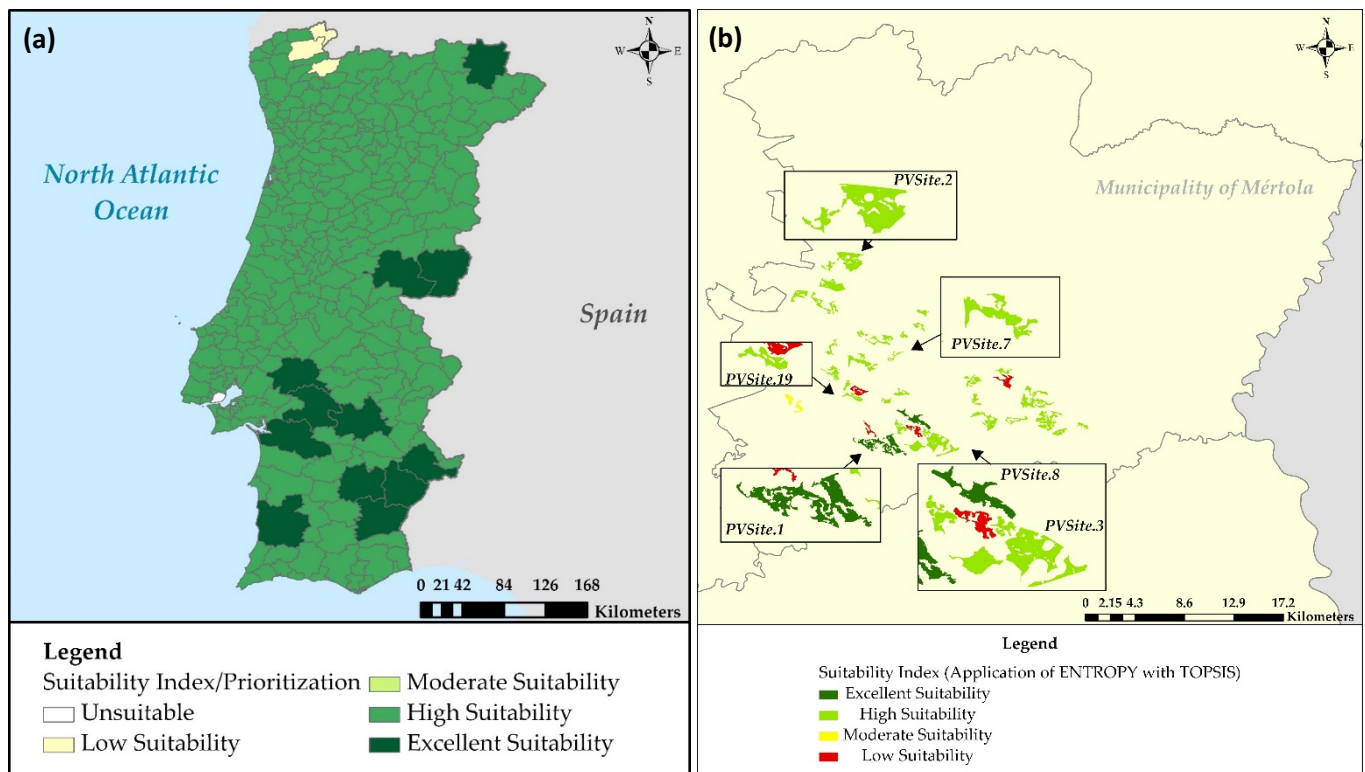 (a)
N
W
E
S
North Atlantic
Ocean
Spain
0 21 42 84 126 168
Kilometers
Legend
Suitability Index/Prioritization
Unsuitable
Low Suitability
Moderate Suitability
High Suitability
Excellent Suitability
(b)
N
W
E
S
Municipality of Mértola
PVSite.2
PVSite.7
PVSite.19
PVSite.8
PVSite.1
PVSite.3
0 2.15 4.3 8.6 12.9 17.2
Kilometers
Legend
Suitability Index (Application of ENTROPY with TOPSIS)
Excellent Suitability
High Suitability
Moderate Suitability
Low Suitability